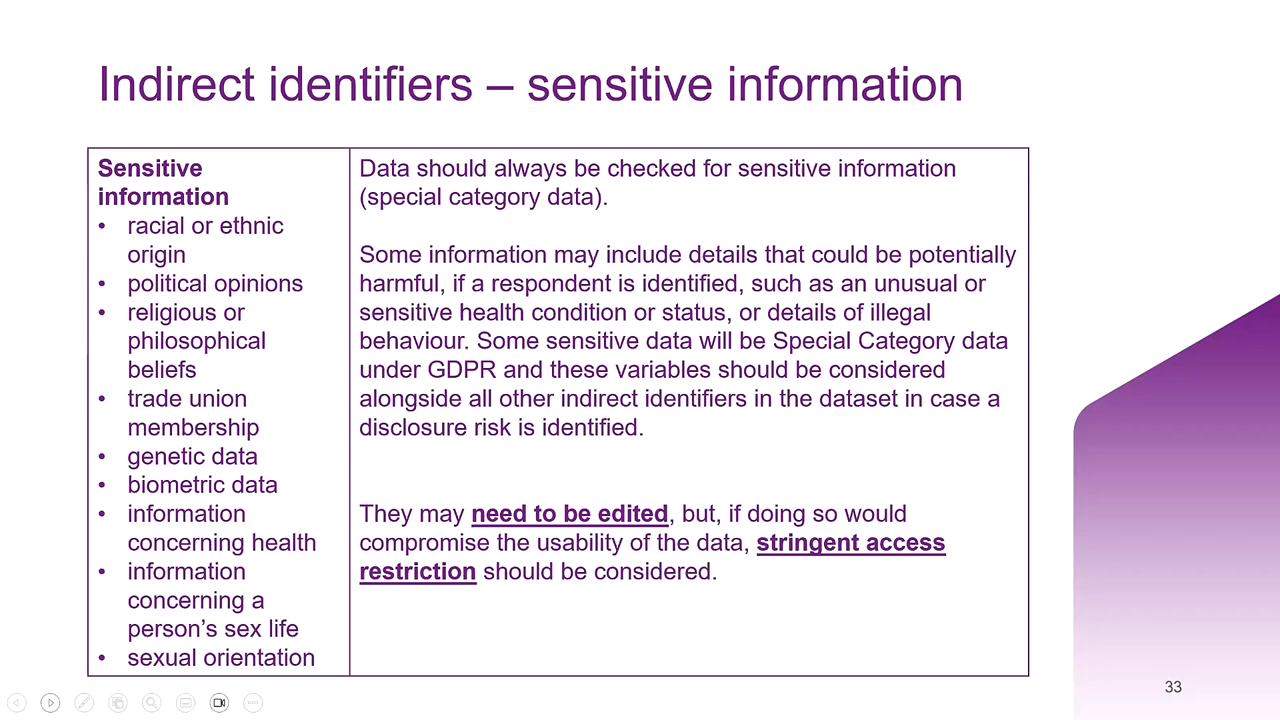 Indirect identifiers – sensitive information
Sensitive
information
• racial or ethnic
origin
• political opinions
• religious or
philosophical
beliefs
• trade union
membership
• genetic data
• biometric data
• information
concerning health
• information
concerning a
person's sex life
• sexual orientation
Data should always be checked for sensitive information
(special category data).
Some information may include details that could be potentially
harmful, if a respondent is identified, such as an unusual or
sensitive health condition or status, or details of illegal
behaviour. Some sensitive data will be Special Category data
under GDPR and these variables should be considered
alongside all other indirect identifiers in the dataset in case a
disclosure risk is identified.
They may need to be edited, but, if doing so would
compromise the usability of the data, stringent access
restriction should be considered.
33